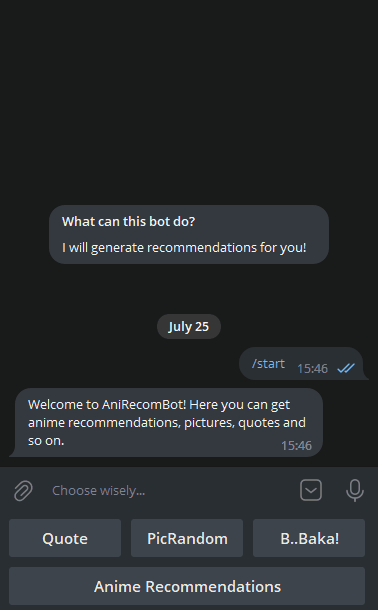 What can this bot do?
I will generate recommendations for you!
July 25
/start 15:46
Welcome to AniRecomBot! Here you can get
anime recommendations, pictures, quotes and
so on.
15:46
Choose wisely...
Quote PicRandom B..Baka!
Anime Recommendations